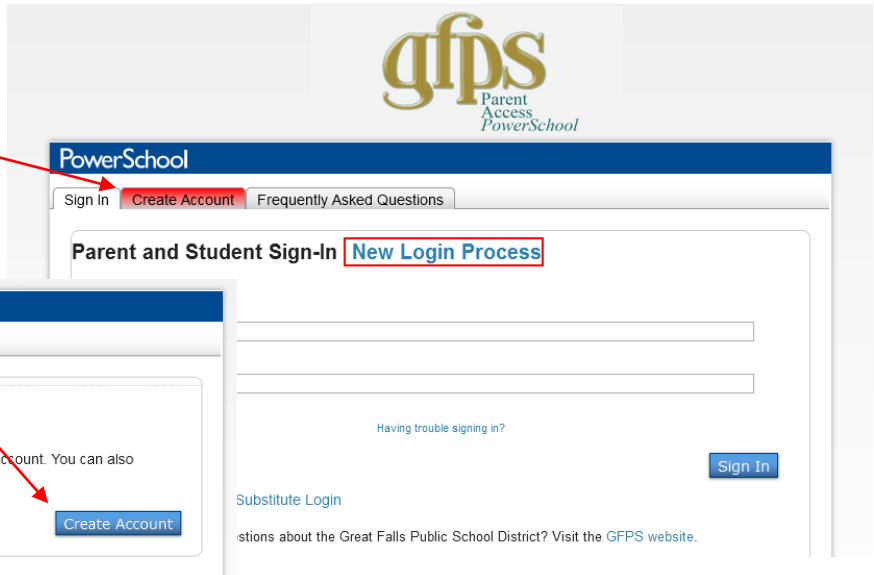 gfps
Parent
Access
PowerSchool
PowerSchool
Sign In Create Account Frequently Asked Questions
Parent and Student Sign-In New Login Process
Having trouble signing in?
Sign In
Substitute Login
about the Great Falls Public School District? Visit the GFPS website.
You can also
Create Account